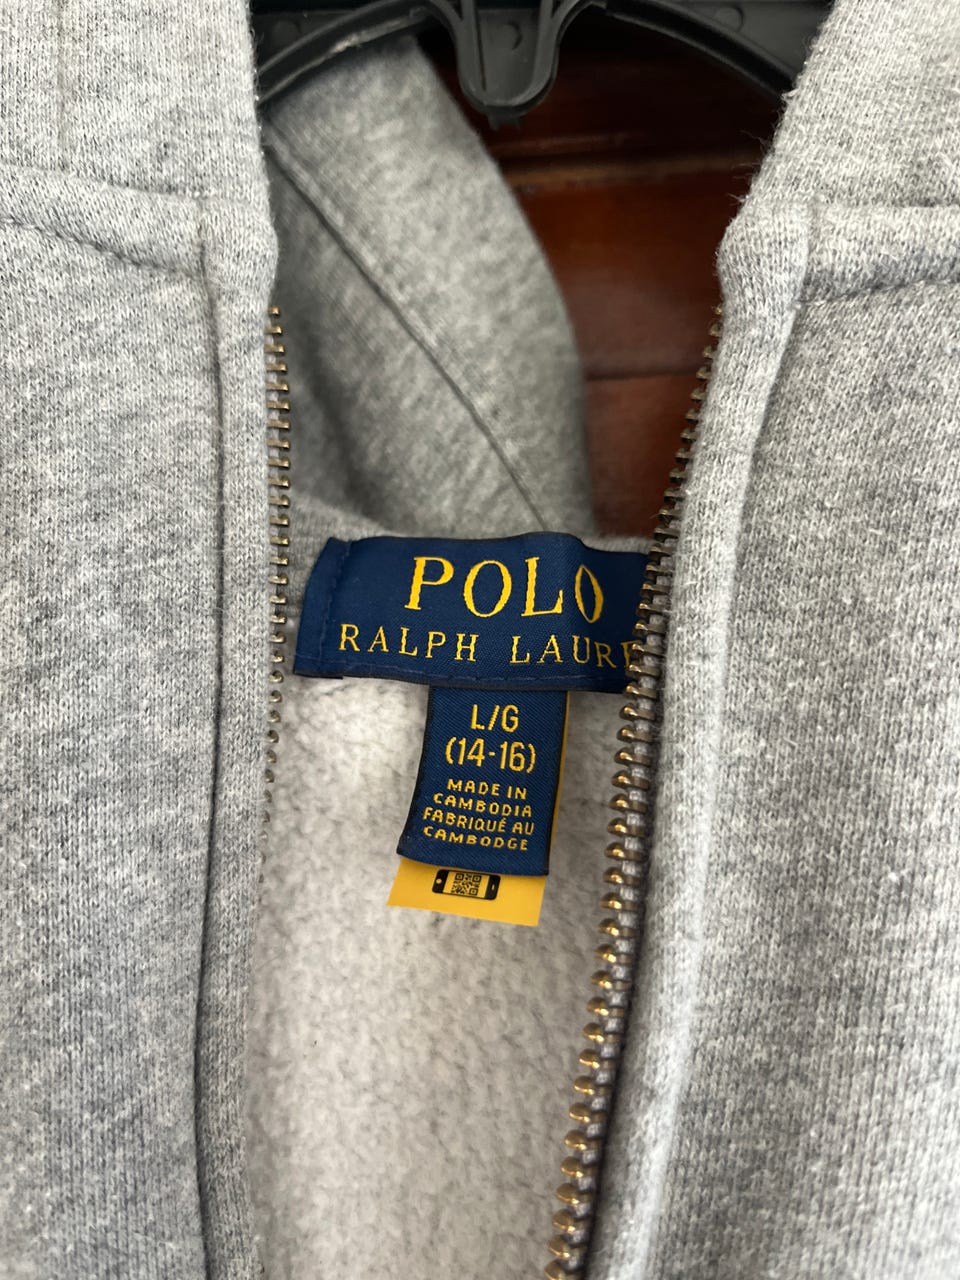 POLO
RALPH LAURE
L/G
(14-16)
MADE IN
CAMBODIA
FABRIQUÉ AU
CAMBODGE